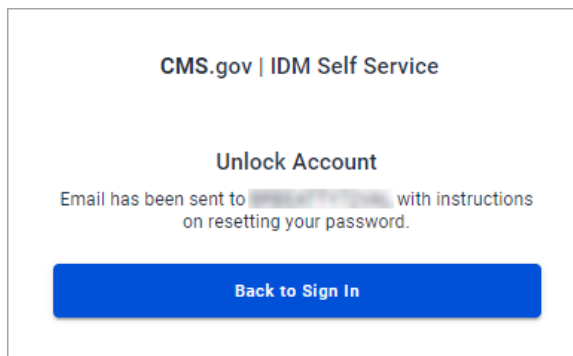 CMS.gov | IDM Self Service
Unlock Account
Email has been sent to with instructions
on resetting your password.
Back to Sign In